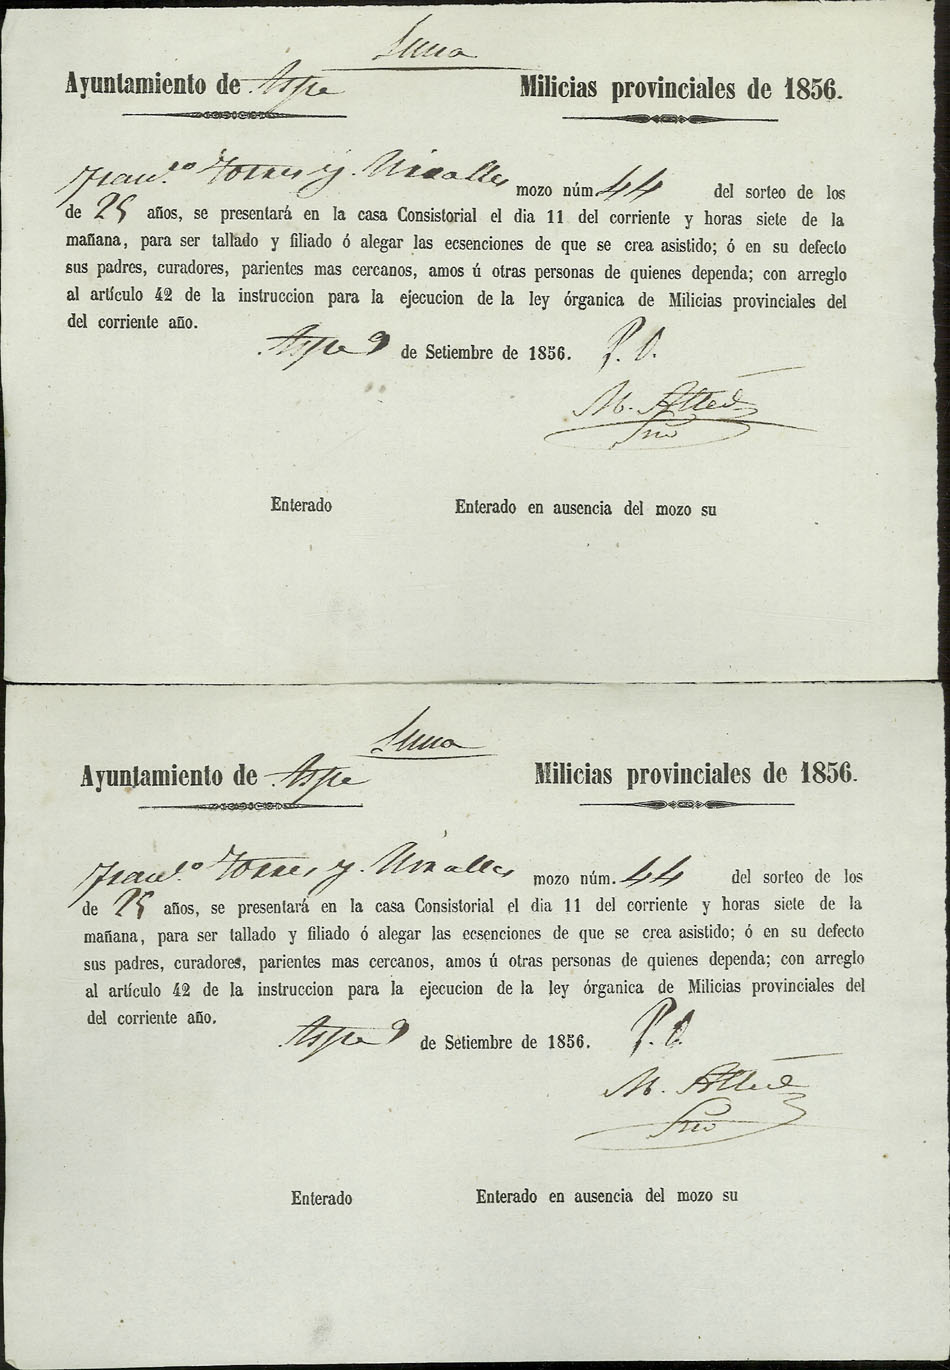 Luna
Ayuntamiento de Aspe Milicias provinciales de 1856.
Franco. Torres y Miralles mozo núm. 44 del sorteo de los
de 25 años, se presentará en la casa Consistorial el dia 11 del corriente y horas siete de la
mañana, para ser tallado y filiado ó alegar las ecsenciones de que se crea asistido; ó en su defecto
sus padres, curadores, parientes mas cercanos, amos ú otras personas de quienes dependa; con arreglo
al artículo 42 de la instruccion para la ejecucion de la ley órganica de Milicias provinciales del
del corriente año.
Aspe 9 de Setiembre de 1856. P. O.
M.
Srio
Enterado Enterado en ausencia del mozo su
Luna
Ayuntamiento de Aspe Milicias provinciales de 1856.
Franco. Torres y Miralles mozo núm. 44 del sorteo de los
de 25 años, se presentará en la casa Consistorial el dia 11 del corriente y horas siete de la
mañana, para ser tallado y filiado ó alegar las ecsenciones de que se crea asistido; ó en su defecto
sus padres, curadores, parientes mas cercanos, amos ú otras personas de quienes dependa; con arreglo
al artículo 42 de la instruccion para la ejecucion de la ley órganica de Milicias provinciales del
del corriente año.
Aspe 9 de Setiembre de 1856. P. O.
M.
Srio
Enterado Enterado en ausencia del mozo su